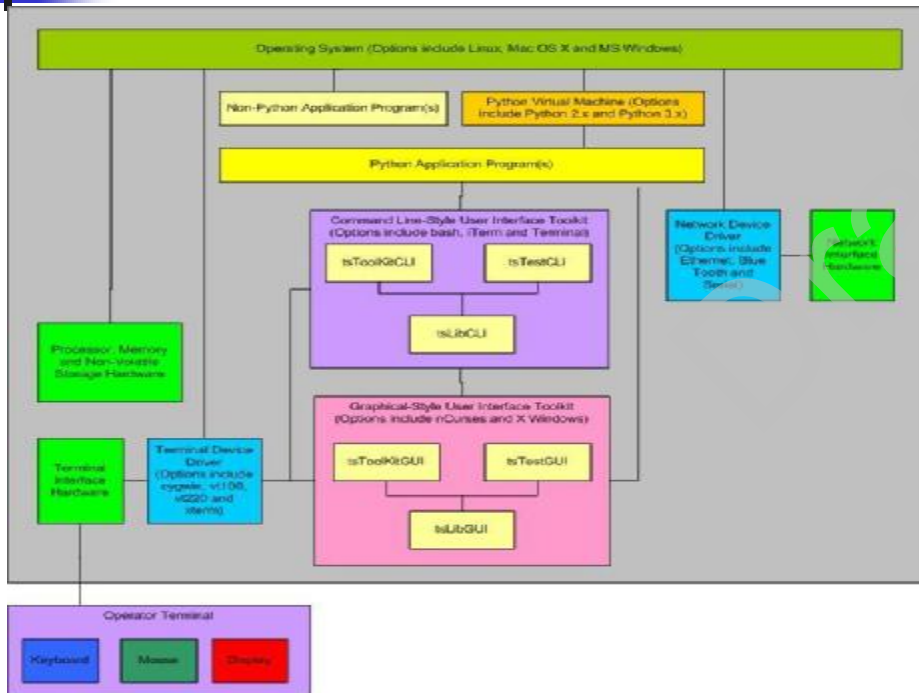 Operating System (Options include Linux, Mac OS X and MS Windows)
Non-Python Application Program(s)
Python Virtual Machine (Options
include Python 2.x and Python 3.x)
Python Application Program(s)
Command Line-Style User Interface Toolkit
(Options include bash, iTerm and Terminal)
tsToolKitCLI
tsTestCLI
tsLibCLI
Network Device
Driver
(Options include
Ethernet, Blue
Tooth and
Serial)
Network
Interface
Hardware
Processor, Memory
and Non-Volatile
Storage Hardware
Graphical-Style User Interface Toolkit
(Options include nCurses and X Windows)
tsToolKitGUI
tsTestGUI
tsLibGUI
Terminal
Interface
Hardware
Terminal Device
Driver
(Options include
cygwin, vt100,
vt220 and
xterm)
Operator Terminal
Keyboard
Mouse
Display